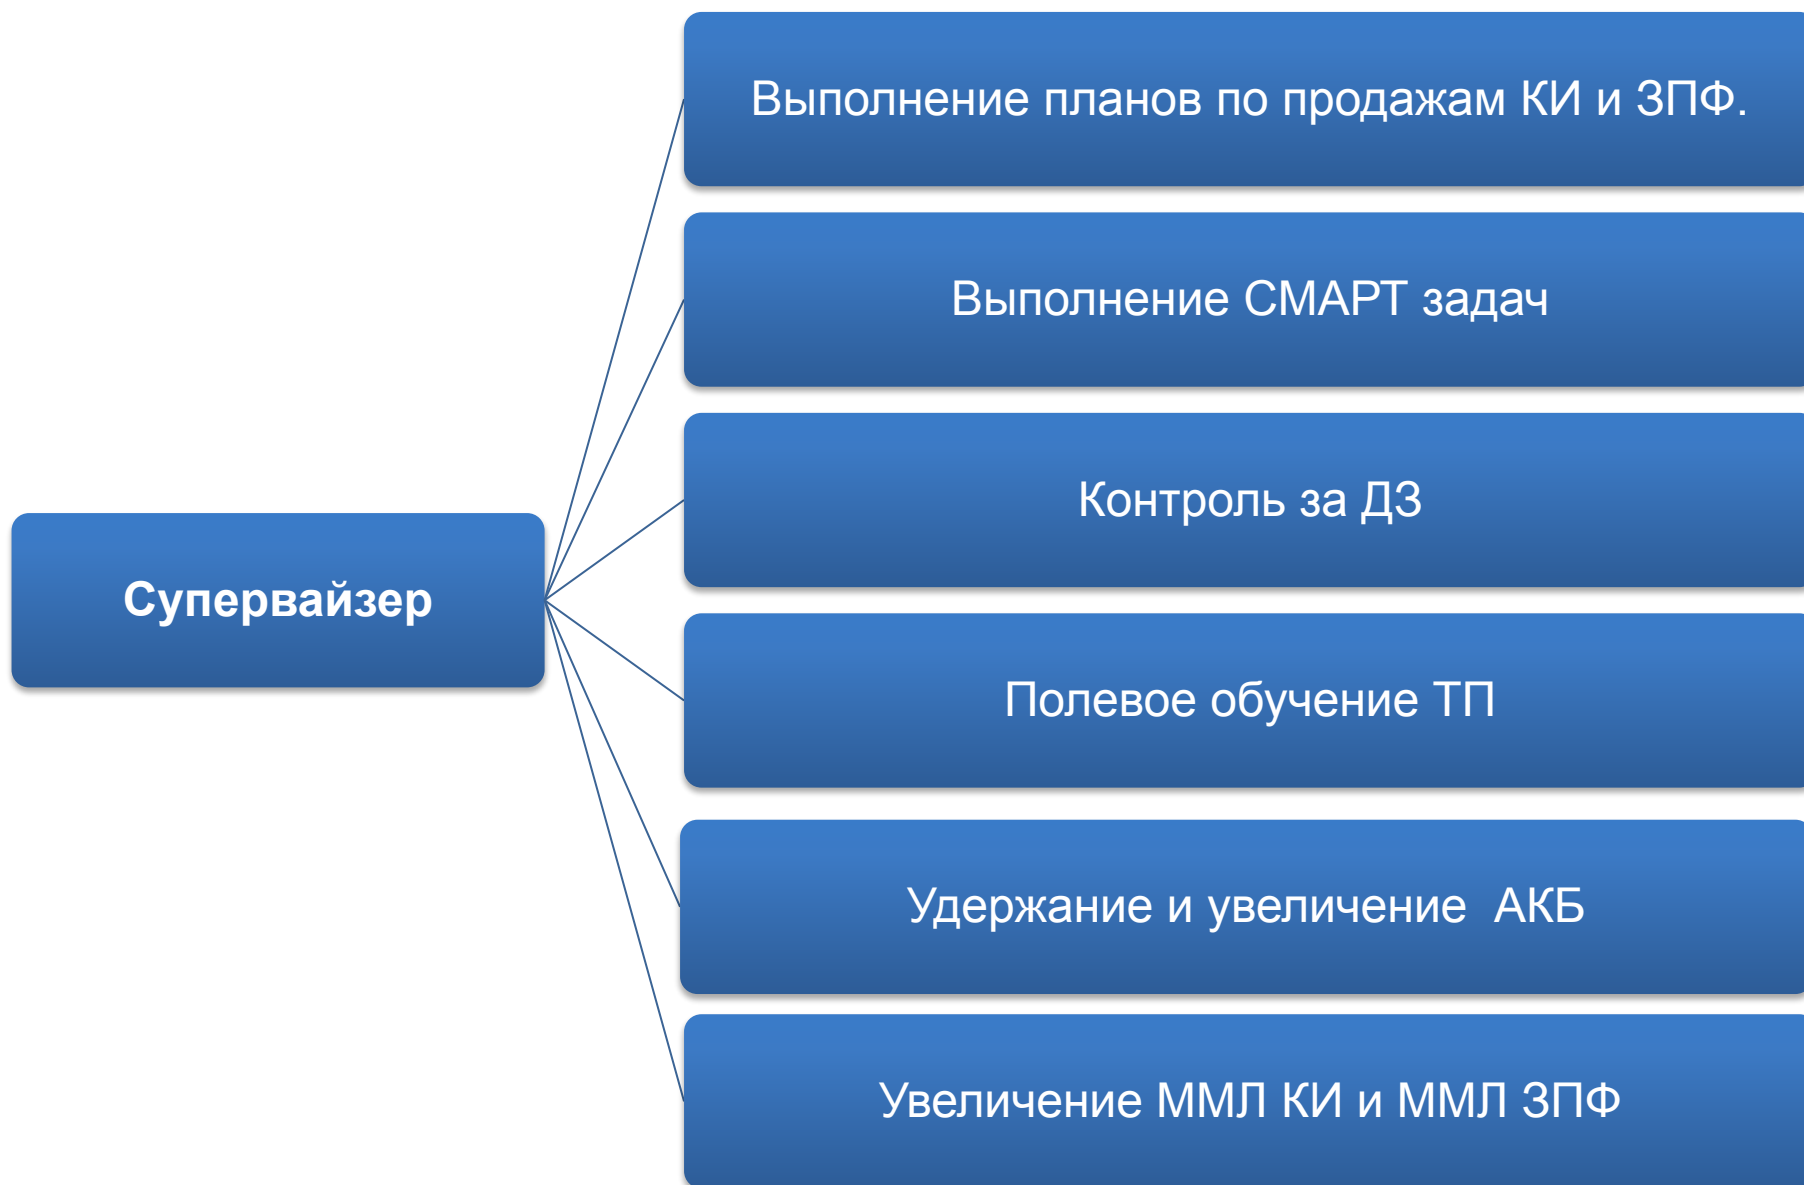 Выполнение планов по продажам КИ и ЗПФ.
Выполнение СМАРТ задач
Контроль за ДЗ
Супервайзер
Полевое обучение ТП
Удержание и увеличение  АКБ
Увеличение ММЛ КИ и ММЛ ЗПФ